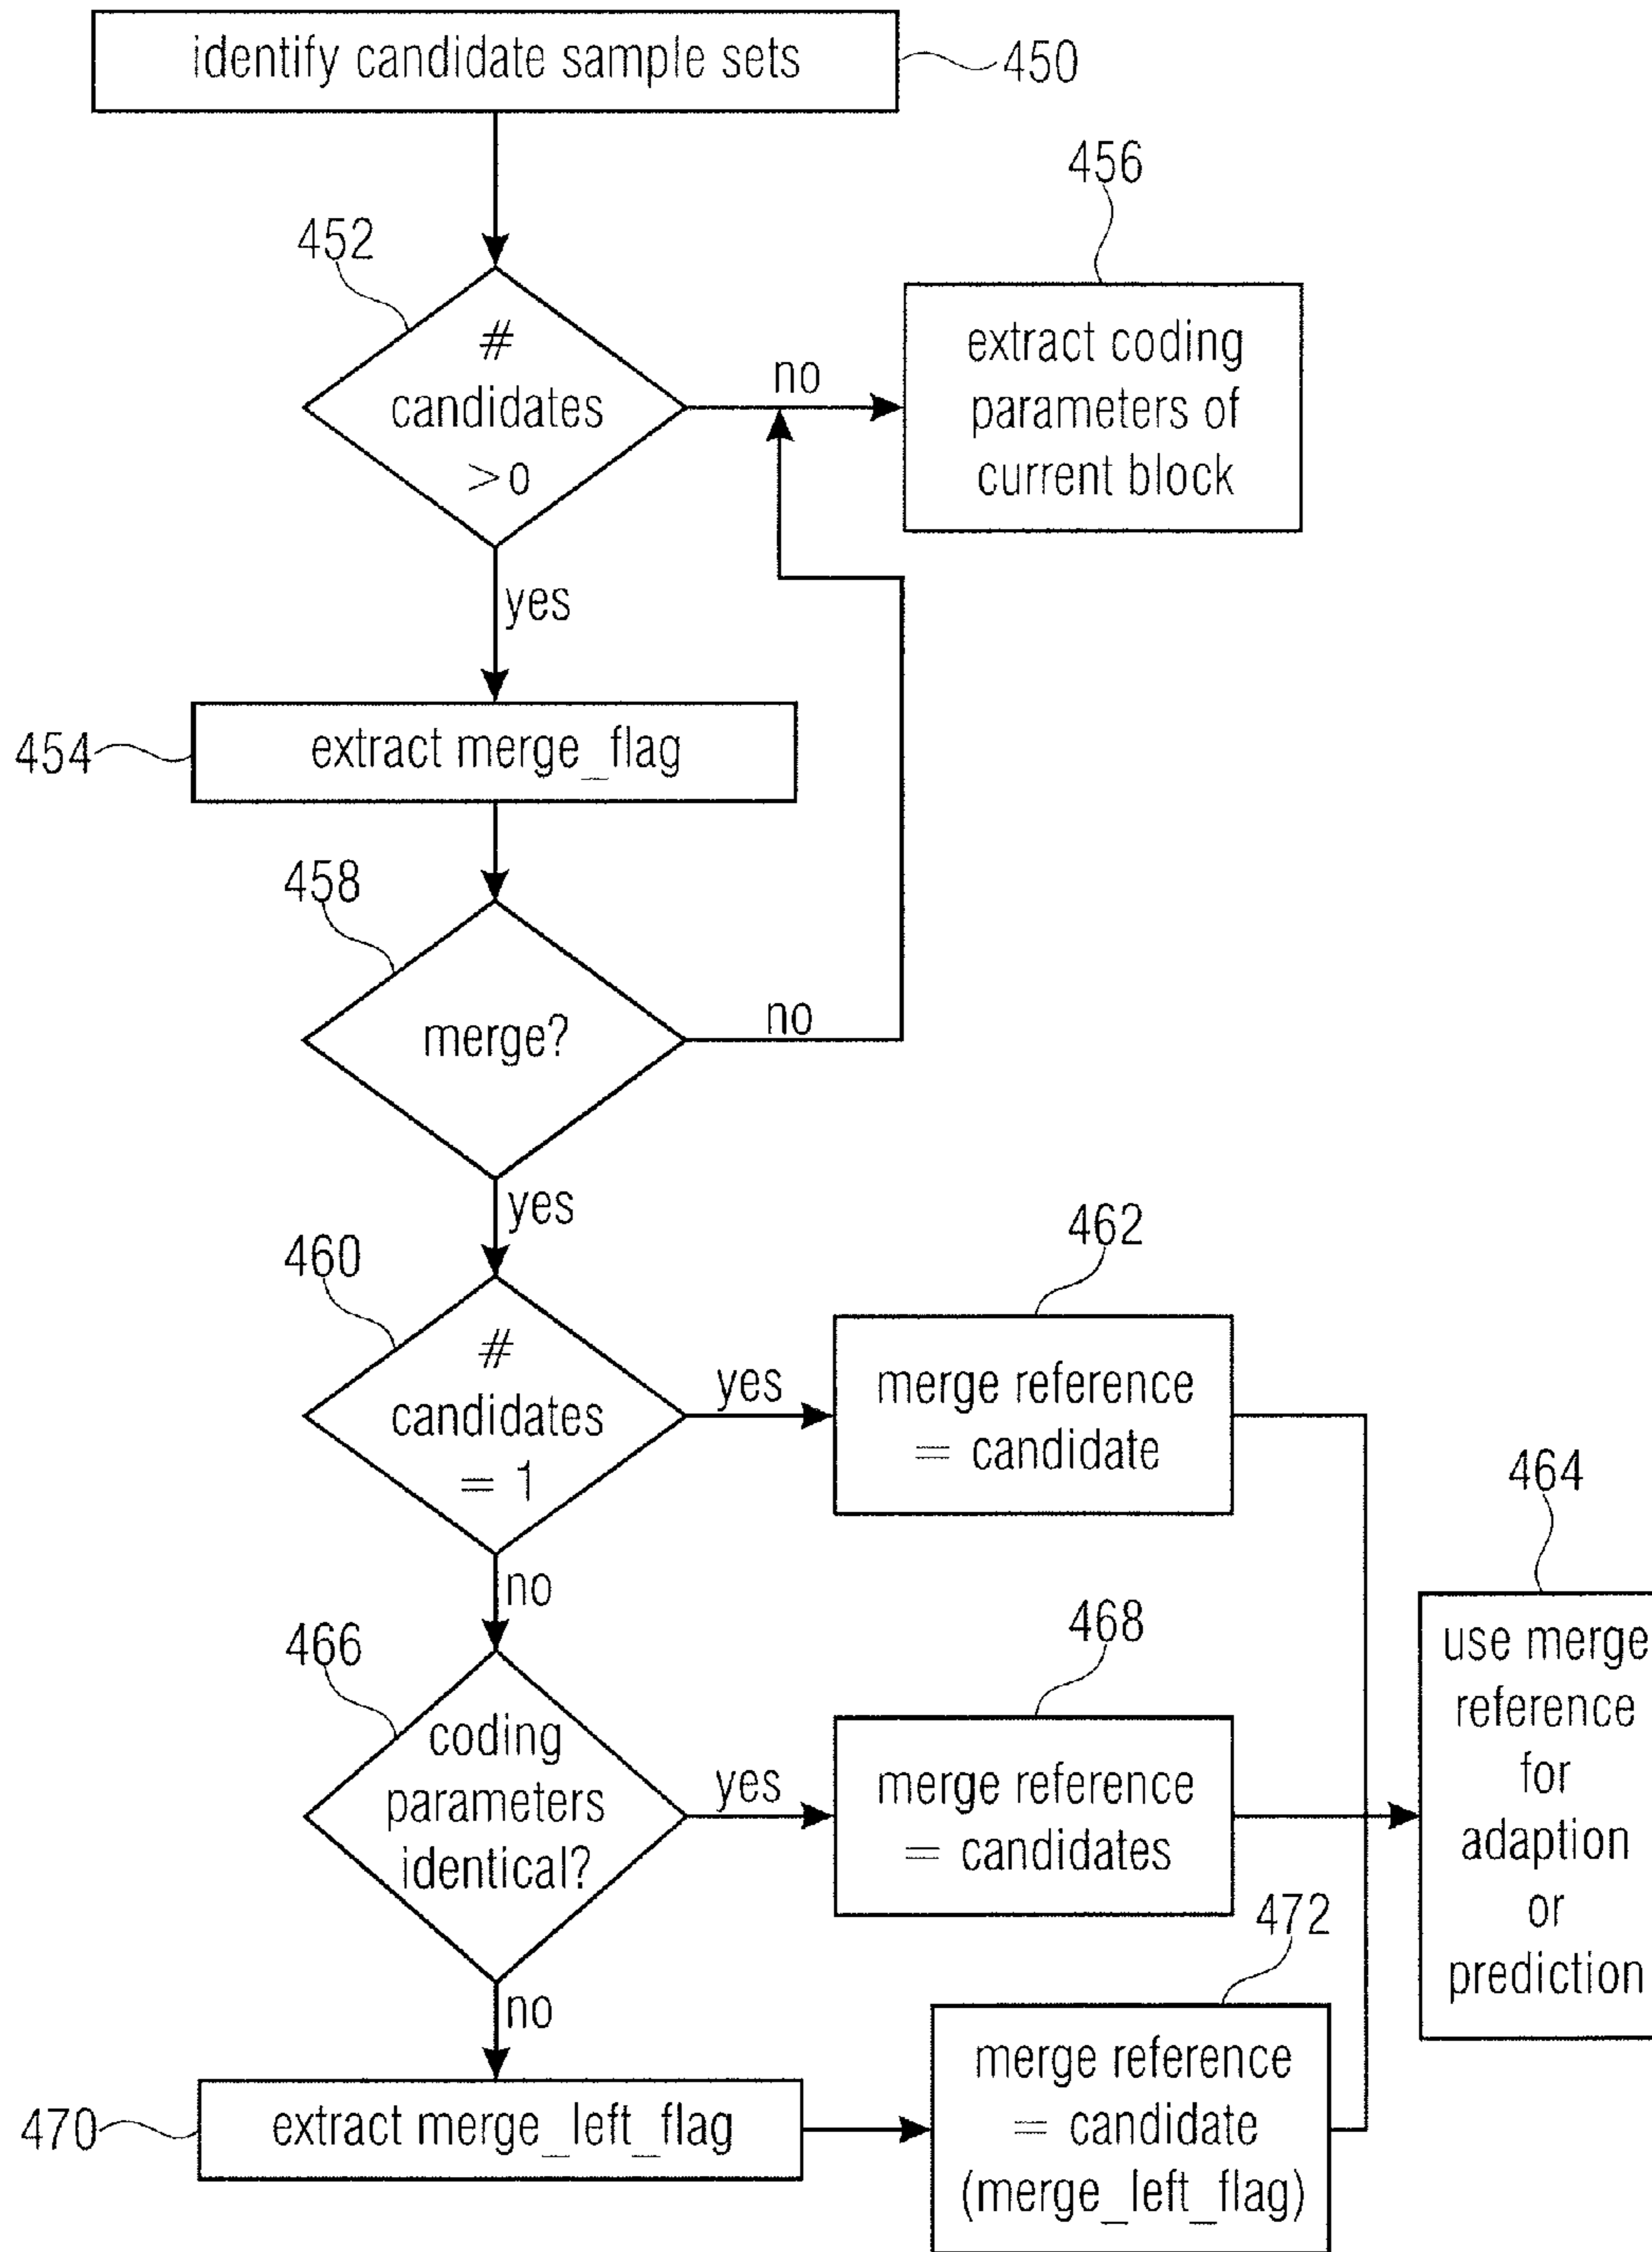 identify candidate sample sets
450
456
452
#
candidates
>o
no
extract coding
parameters of
current block
yes
454
extract merge_flag
458
merge?
no
yes
460
#
candidates
= 1
yes
462
merge reference
= candidate
464
use merge
reference
for
adaption
or
prediction
no
466
coding
parameters
identical?
yes
468
merge reference
= candidates
no
470
extract merge_left_flag
472
merge reference
= candidate
(merge_left_flag)